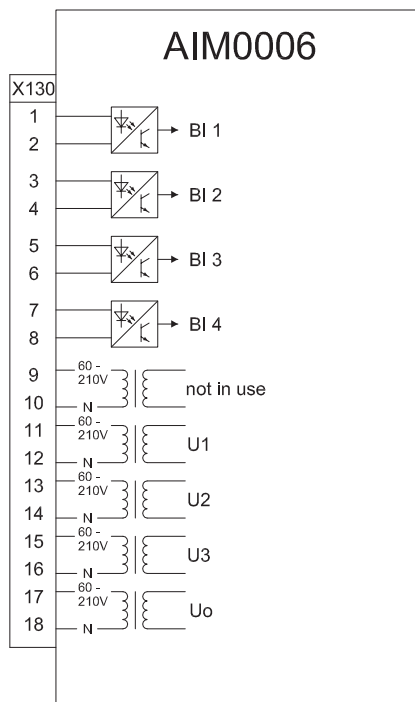 AIM0006
X130
1
2
BI 1
3
4
BI 2
5
6
BI 3
7
8
BI 4
9
60 -
210V
10
N
not in use
11
60 -
210V
12
N
U1
13
60 -
210V
14
N
U2
15
60 -
210V
16
N
U3
17
60 -
210V
18
N
Uo